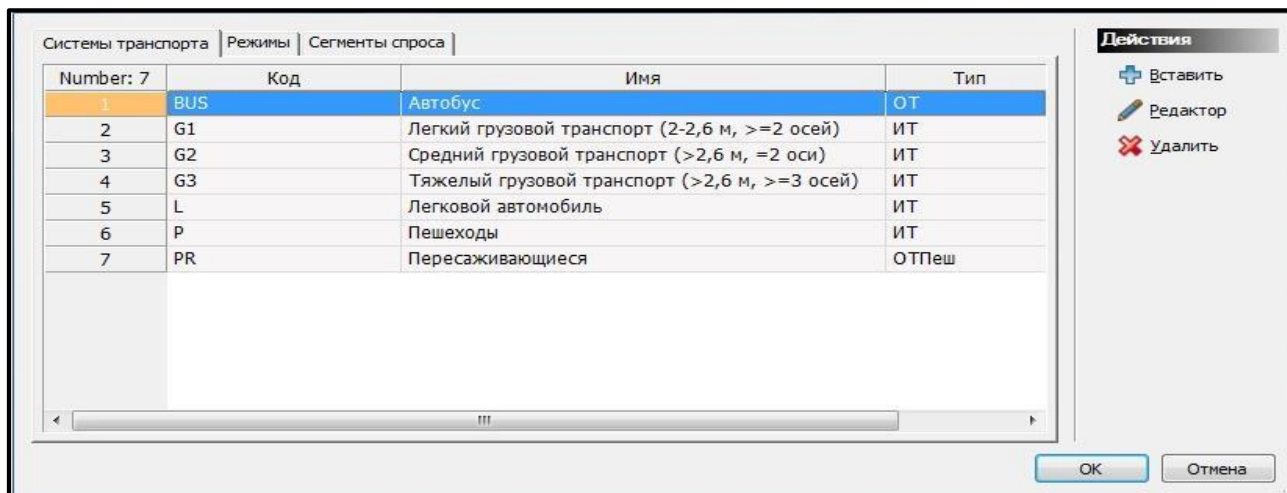 Системы транспорта Режимы Сегменты спроса
Number: 7 Код Имя Тип
1 BUS Автобус ОТ
2 G1 Легкий грузовой транспорт (2-2,6 м, >=2 осей) ИТ
3 G2 Средний грузовой транспорт (>2,6 м, =2 оси) ИТ
4 G3 Тяжелый грузовой транспорт (>2,6 м, >=3 осей) ИТ
5 L Легковой автомобиль ИТ
6 P Пешеходы ИТ
7 PR Пересаживающиеся ОТПеш
Действия
Вставить
Редактор
Удалить
OK Отмена